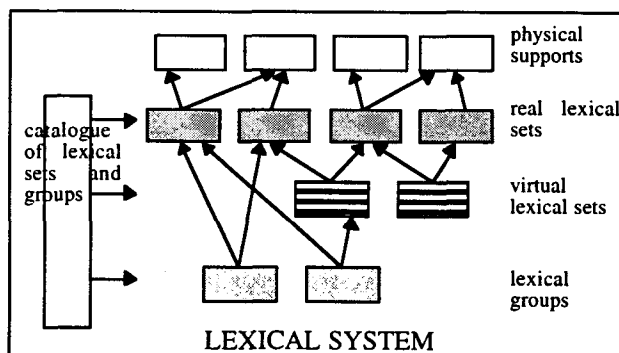 physical
supports
real lexical
sets
catalogue
of lexical
sets and
groups
virtual
lexical sets
lexical
groups
LEXICAL SYSTEM